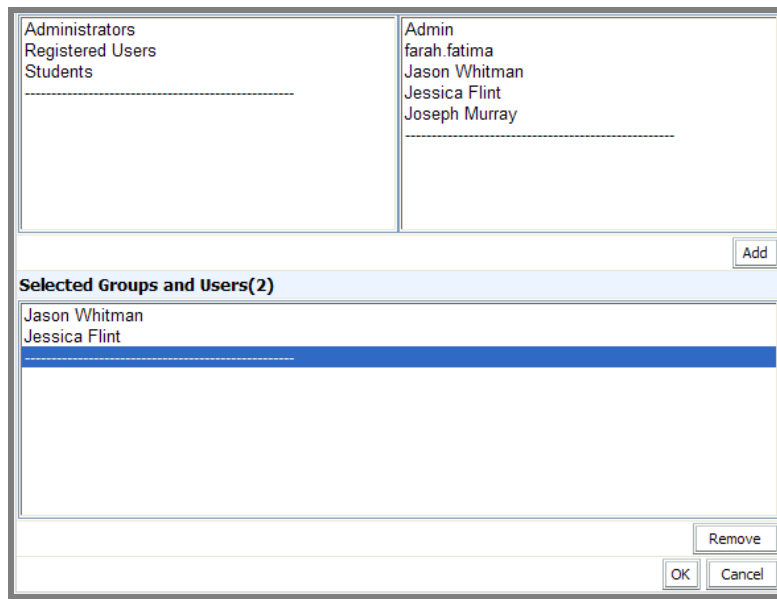 Administrators
Registered Users
Students
--------------------------------------------------
Admin
farah.fatima
Jason Whitman
Jessica Flint
Joseph Murray
--------------------------------------------------
Add
Selected Groups and Users(2)
Jason Whitman
Jessica Flint
--------------------------------------------------
Remove
OK Cancel